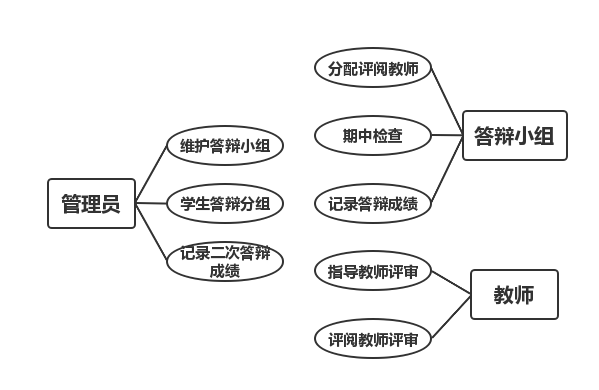 分配评阅教师
答辩小组
期中检查
维护答辩小组
管理员
学生答辩分组
记录答辩成绩
记录二次答辩
成绩
指导教师评审
教师
评阅教师评审